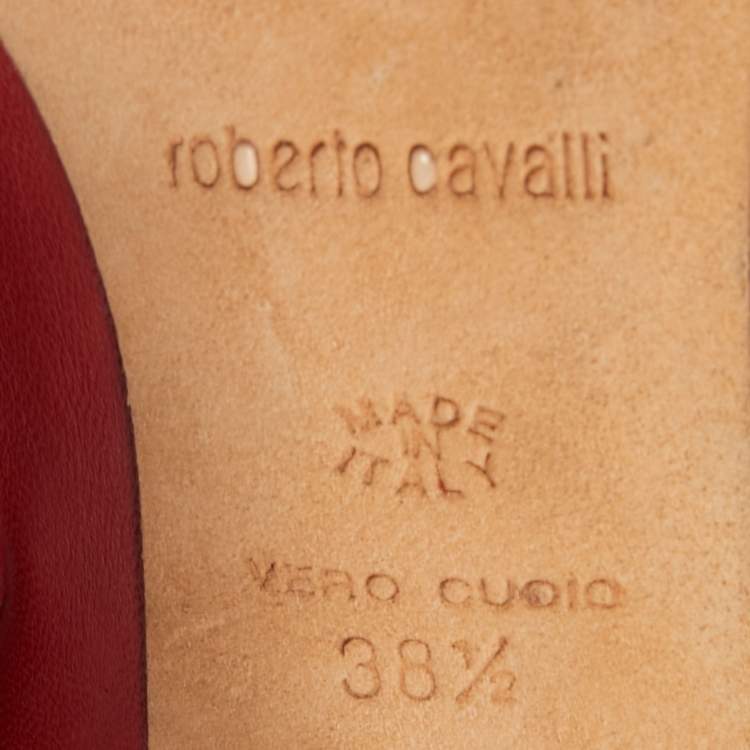 roberto cavalli
MADE
IN
ITALY
VERO CUOIO
38½